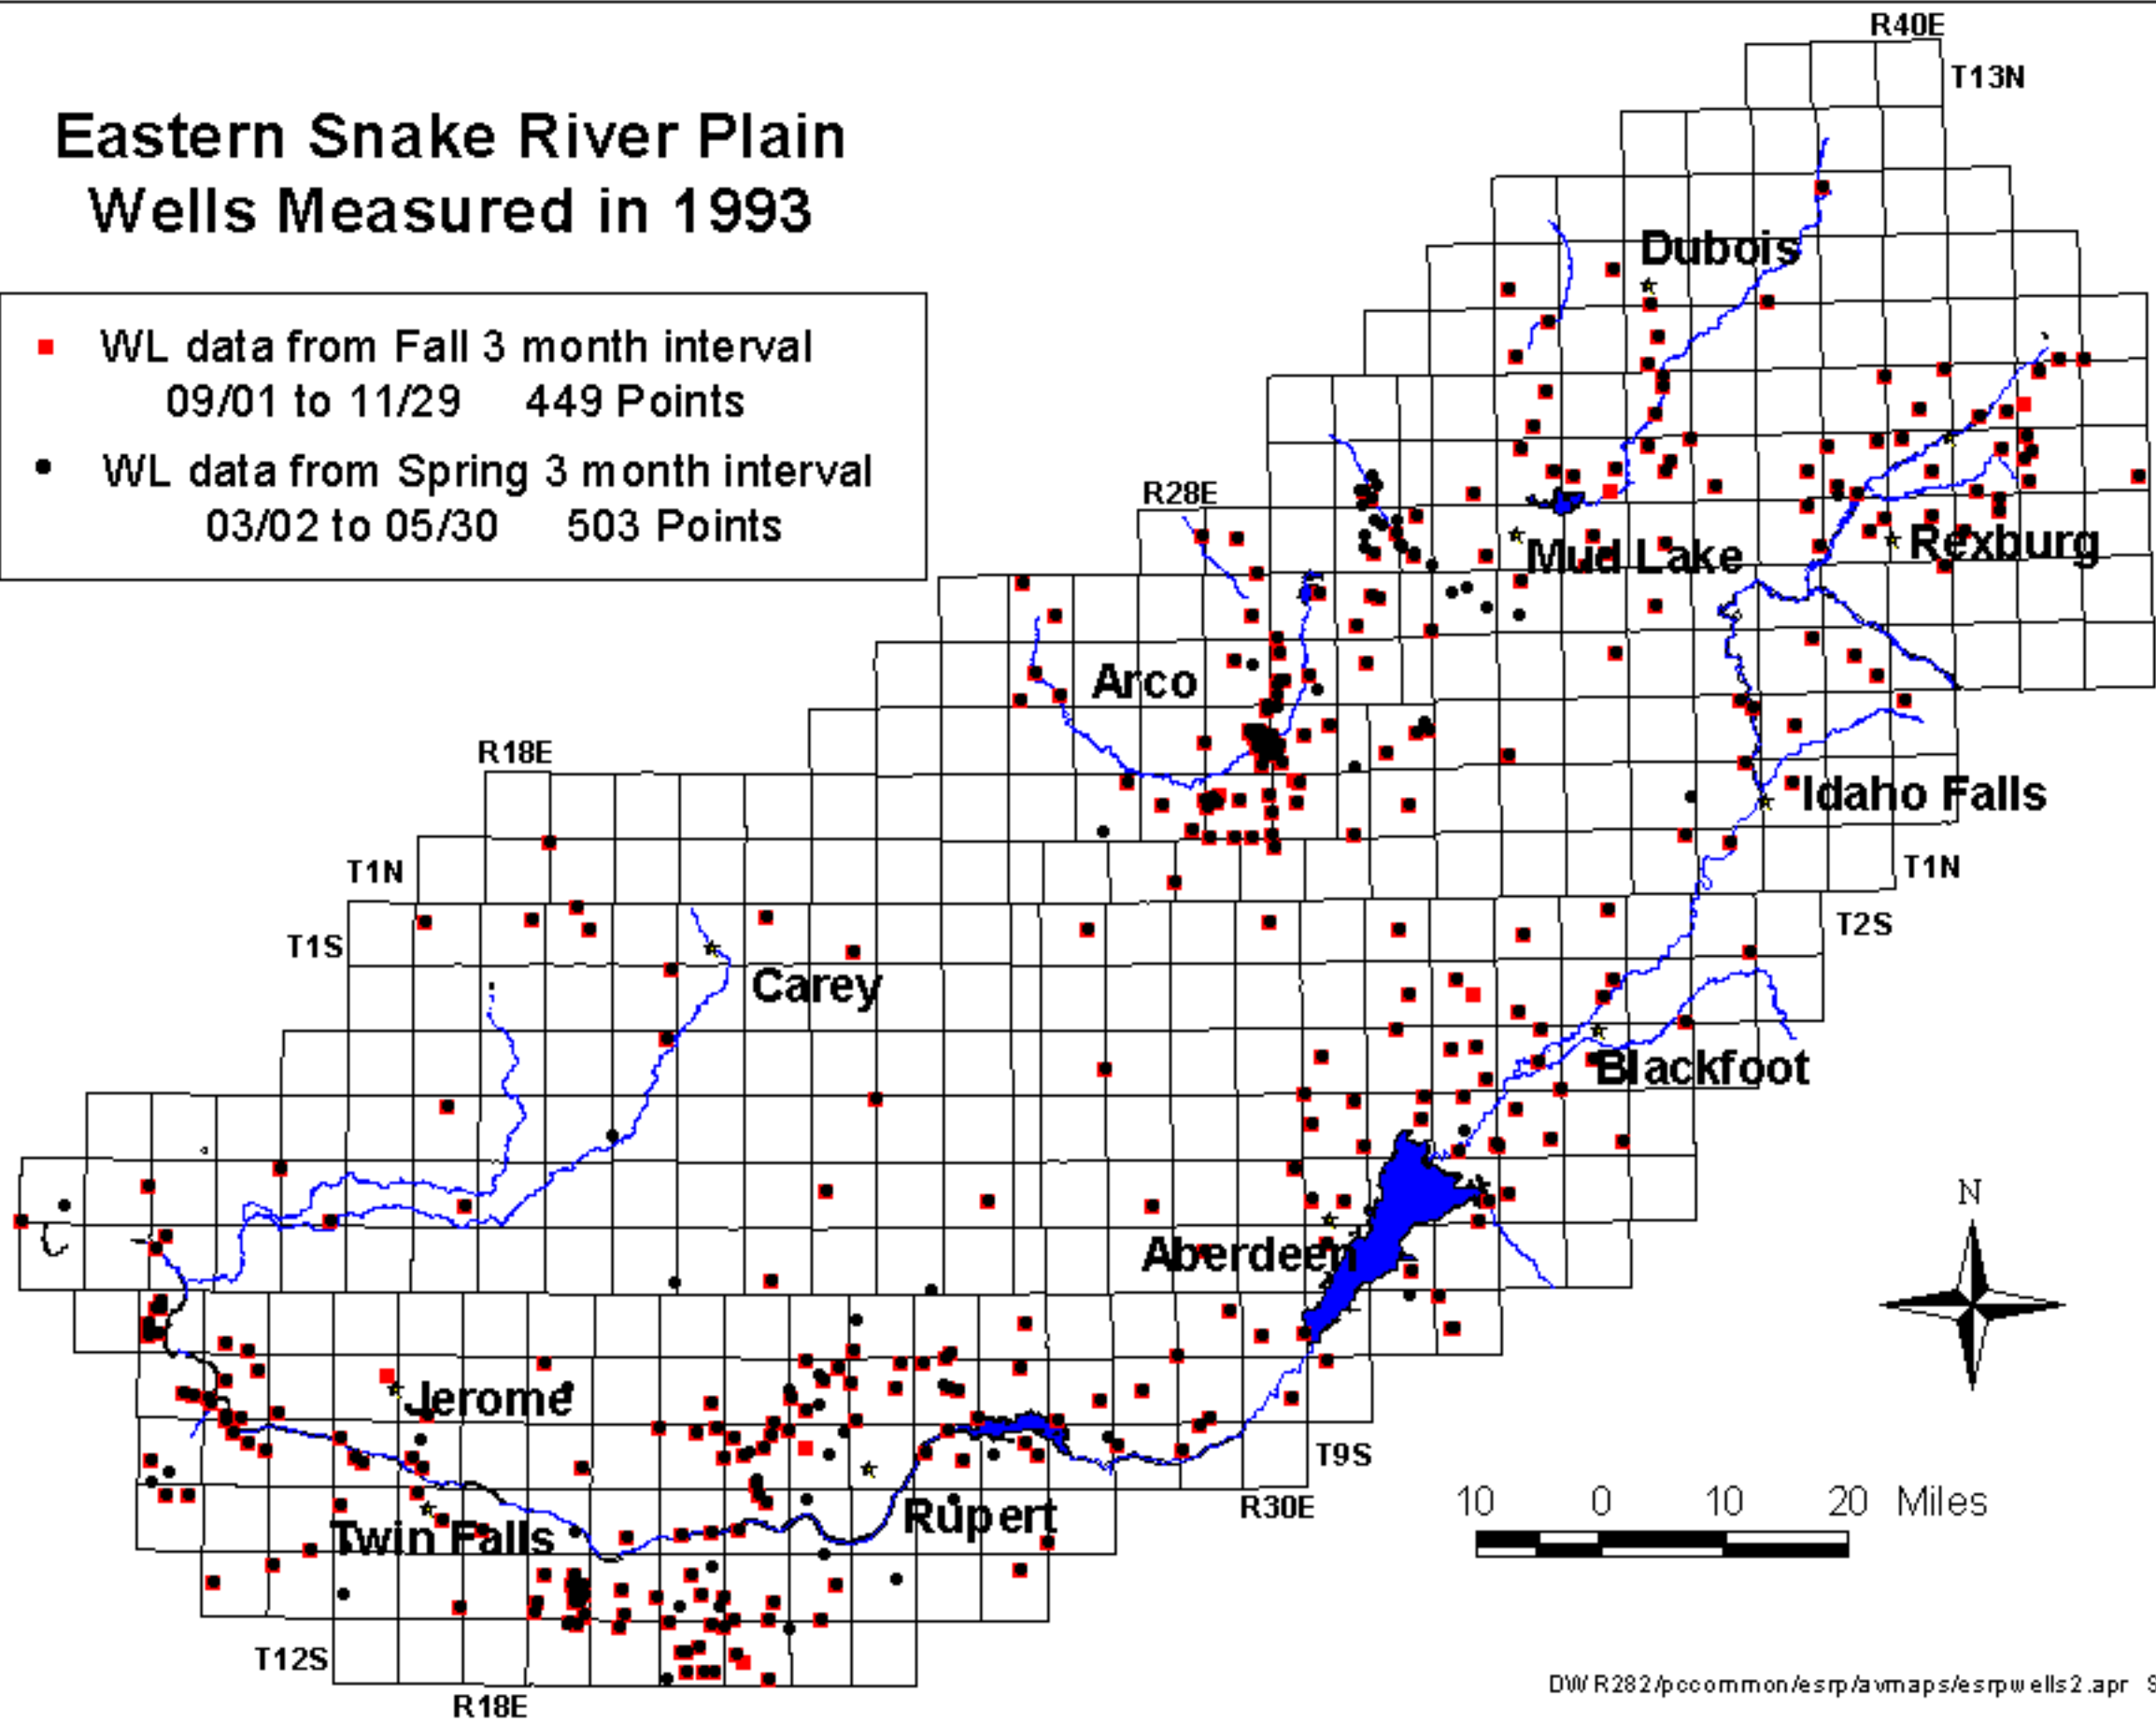 R40E
T13N
Eastern Snake River Plain
Wells Measured in 1993
WL data from Fall 3 month interval
09/01 to 11/29 449 Points
WL data from Spring 3 month interval
03/02 to 05/30 503 Points
Dubois
R28E
Mud Lake
Rexburg
Arco
R18E
Idaho Falls
T1N
T1N
T1S
T2S
Carey
Blackfoot
N
Aberdeen
Jerome
T9S
R30E
Rupert
Twin Falls
10 0 10 20 Miles
T12S
R18E
DWR282/pccommon/esrp/avmaps/esrpwells2.apr